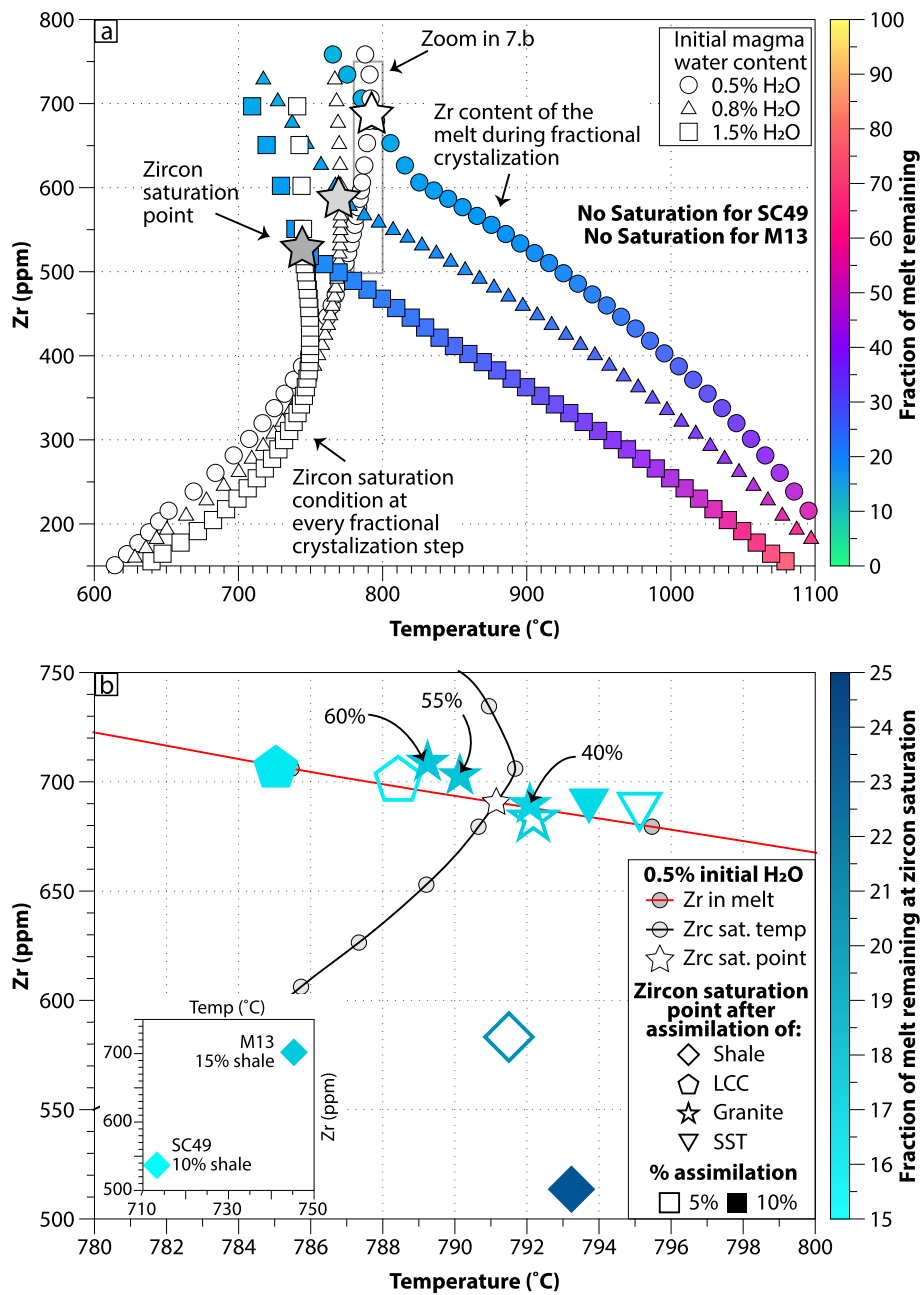 a
Zoom in 7.b
Initial magma
water content
0.5% H₂O
0.8% H₂O
1.5% H₂O
Zr content of the
melt during fractional
crystalization
Zircon
saturation
point
No Saturation for SC49
No Saturation for M13
Zircon saturation
condition at
every fractional
crystalization step
800
700
600
500
400
300
200
Zr (ppm)
600
700
800
900
1000
1100
Temperature (˚C)
100
90
80
70
60
50
40
30
20
10
0
Fraction of melt remaining
b
60%
55%
40%
0.5% initial H₂O
Zr in melt
Zrc sat. temp
Zrc sat. point
Zircon saturation
point after
assimilation of:
Shale
LCC
Granite
SST
% assimilation
5%
10%
Temp (˚C)
M13
15% shale
SC49
10% shale
700
600
500
Zr (ppm)
710
730
750
750
700
650
600
550
500
Zr (ppm)
780
782
784
786
788
790
792
794
796
798
800
Temperature (˚C)
25
24
23
22
21
20
19
18
17
16
15
Fraction of melt remaining at zircon saturation